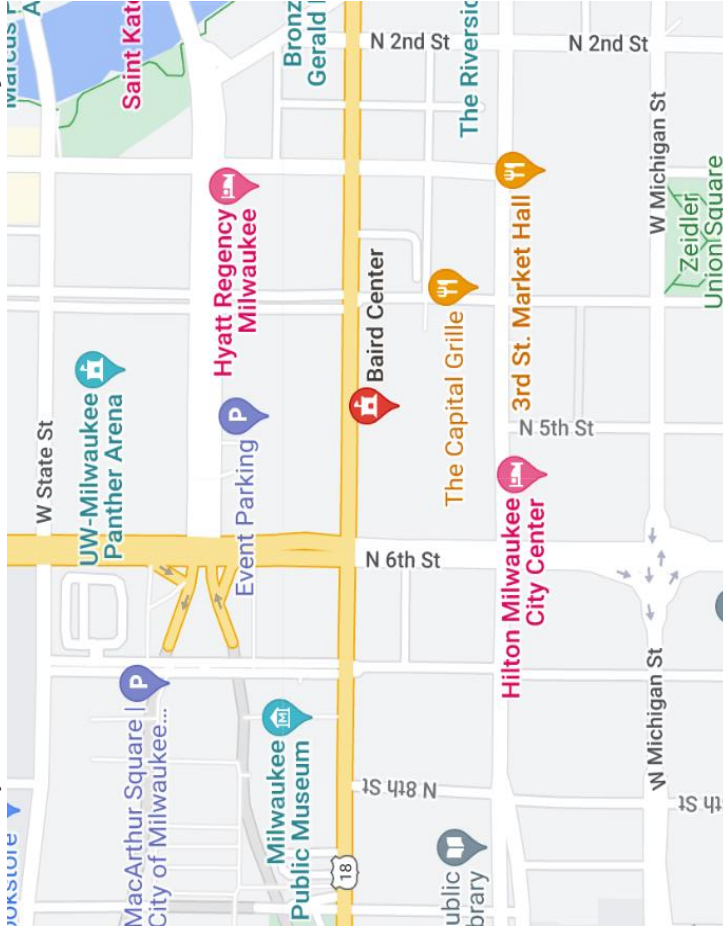 Saint Kat
Bronz
Gerald
N 2nd St
The Riversid
N 2nd St
W Michigan St
Hyatt Regency
Milwaukee
3rd St. Market Hall
Zeidler
Union Square
Baird Center
The Capital Grille
UW-Milwaukee
Panther Arena
W State St
Event Parking
N 5th St
N 6th St
Hilton Milwaukee
City Center
W Michigan St
MacArthur Square |
City of Milwaukee...
Milwaukee
Public Museum
N 8th St
18
ublic
brary
th St
okstore
P
P
M